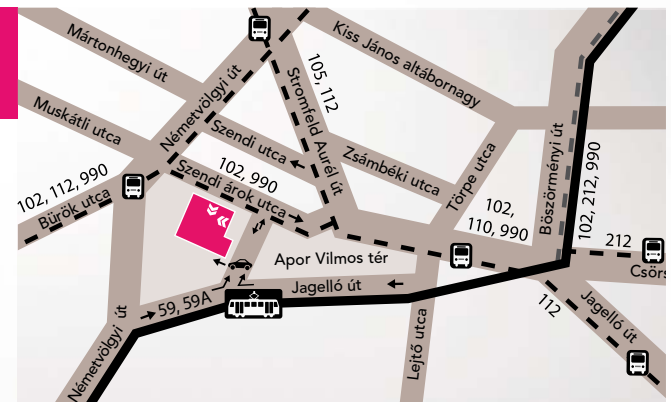 Mártonhegyi út
Németvölgyi út
Kiss János altábornagy
105, 112
Stromfeld Aurél út
Muskátli utca
Szendi utca
Zsámbéki utca
Törpe utca
Böszörményi út
102, 212, 990
102, 990
Szendi árok utca
102, 112, 990
Bürök utca
102,
110, 990
212
Csörs
Apor Vilmos tér
Jagelló út
59, 59A
112
Jagelló út
Németvölgyi út
Lejtő utca